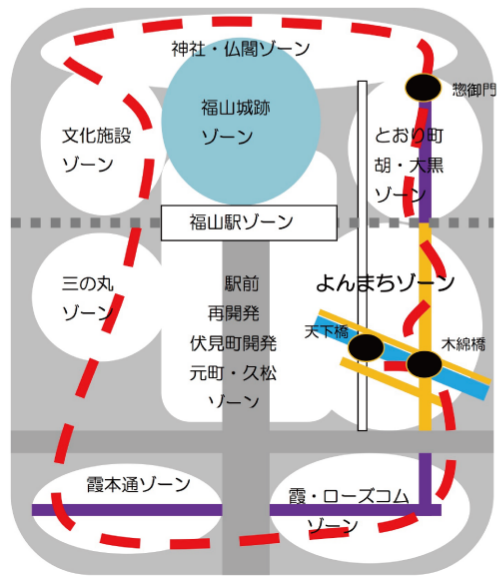 神社・仏閣ゾーン
惣御門
福山城跡
ゾーン
文化施設
ゾーン
とおり町
胡・大黒
ゾーン
福山駅ゾーン
三の丸
ゾーン
駅前
再開発
伏見町開発
元町・久松
ゾーン
よんまちゾーン
天下橋
木綿橋
霞本通ゾーン
霞・ローズコム
ゾーン